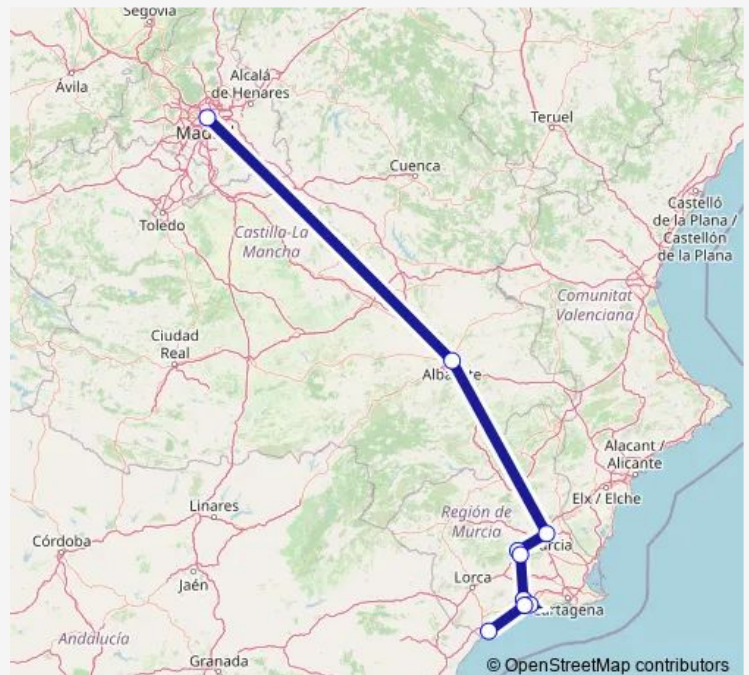 Segovia
Ávila
Alcalá
de Henares
Teruel
Cuenca
Toledo
Castilla-La
Mancha
Castelló
de la Plana /
Castellón
de la Plana
Comunitat
Valenciana
Ciudad
Real
Alacant /
Alicante
Elx / Elche
Linares
Región de
Murcia
Córdoba
Lorca
Jaén
Cartagena
Andalucía
Granada
© OpenStreetMap contributors